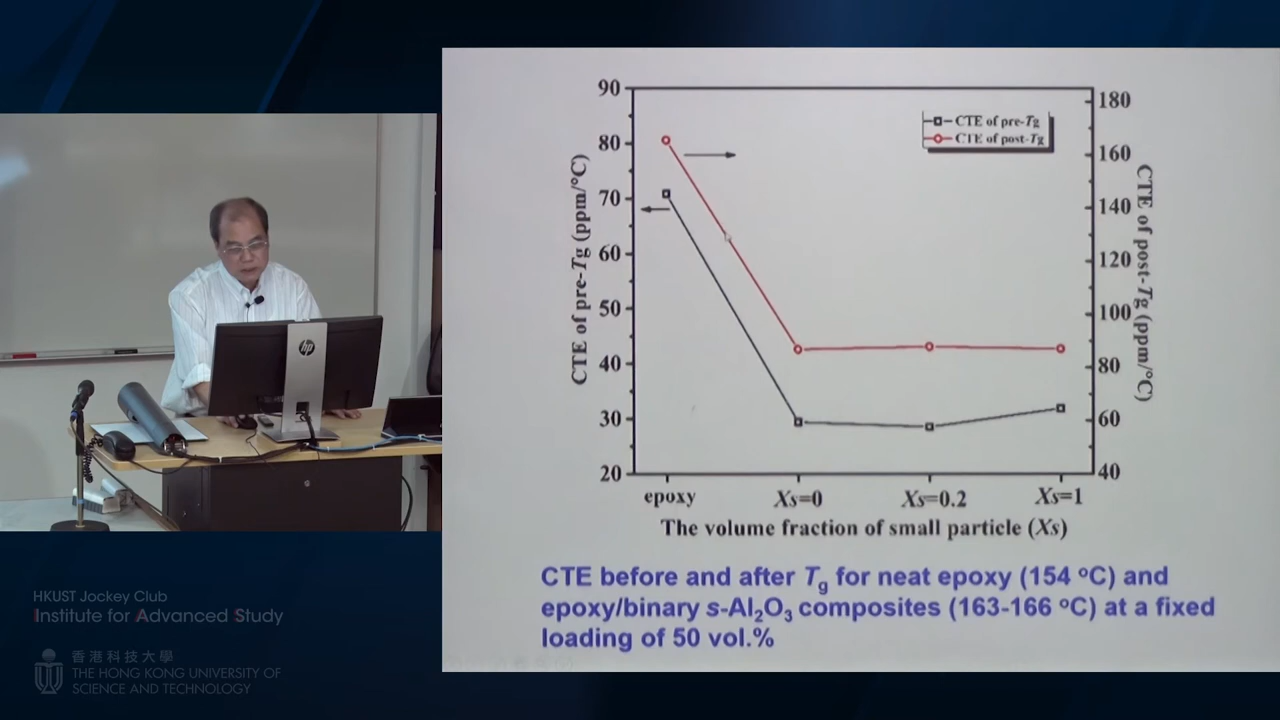 90
80
70
60
50
40
30
20
CTE of pre-Tg (ppm/°C)
CTE of pre-Tg
CTE of post-Tg
180
160
140
120
100
80
60
40
CTE of post-Tg (ppm/°C)
epoxy Xs=0 Xs=0.2 Xs=1
The volume fraction of small particle (Xs)
CTE before and after Tg for neat epoxy (154 ºC) and
epoxy/binary s-Al₂O₃ composites (163-166 ºC) at a fixed
loading of 50 vol.%
hp
HKUST Jockey Club
Institute for Advanced Study
香港科技大學
THE HONG KONG UNIVERSITY OF
SCIENCE AND TECHNOLOGY